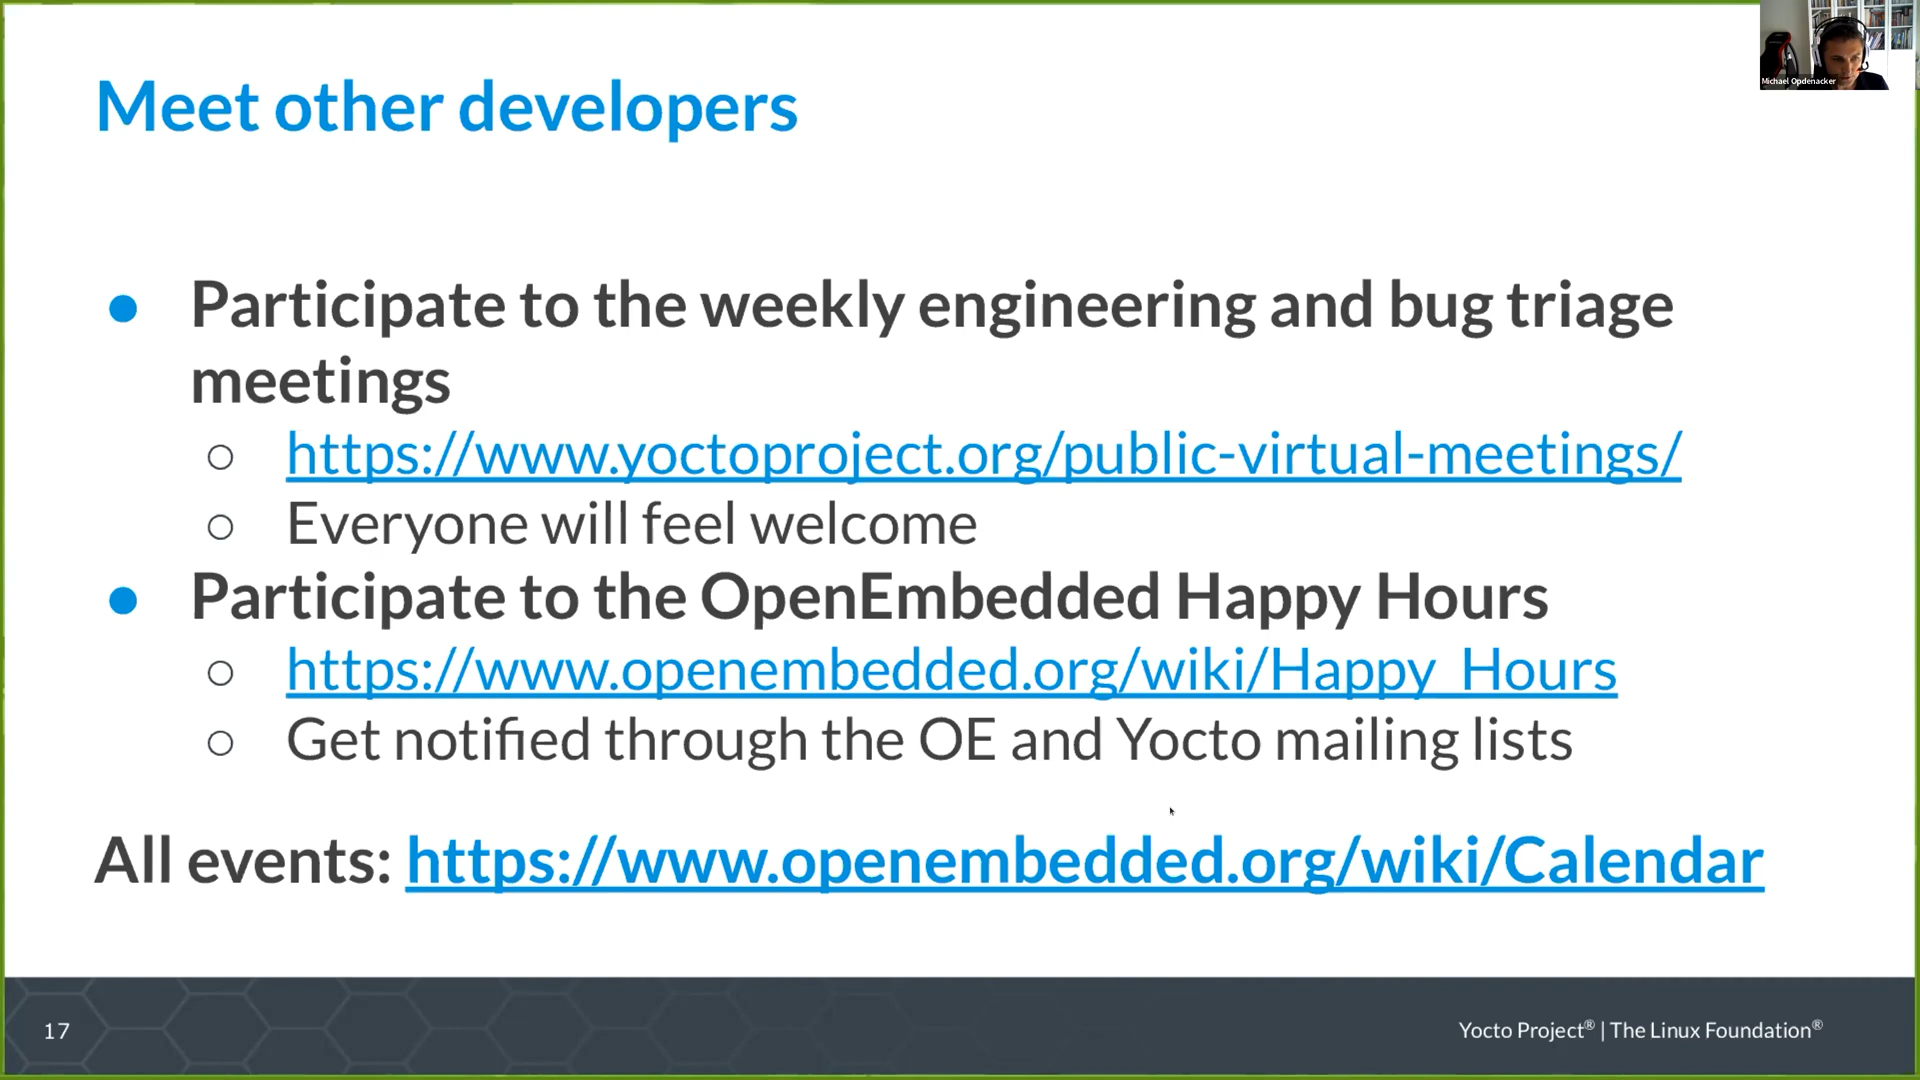 Michael Opdenacker
Meet other developers
● Participate to the weekly engineering and bug triage
meetings
○ https://www.yoctoproject.org/public-virtual-meetings/
○ Everyone will feel welcome
● Participate to the OpenEmbedded Happy Hours
○ https://www.openembedded.org/wiki/Happy_Hours
○ Get notified through the OE and Yocto mailing lists
All events: https://www.openembedded.org/wiki/Calendar
17
Yocto Project® | The Linux Foundation®